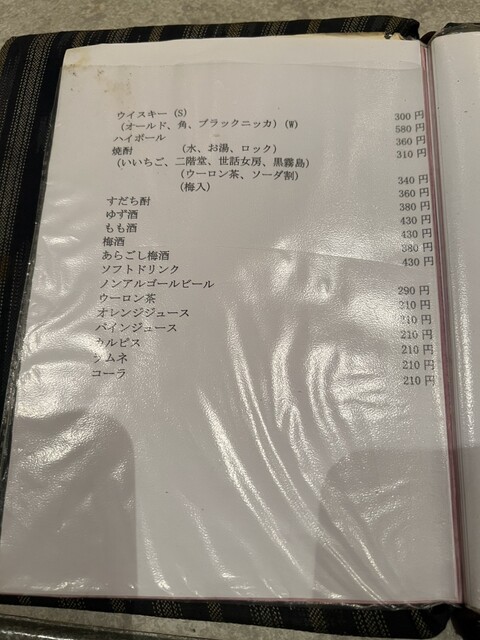 ウイスキー (S) 300円
(オールド、角、ブラックニッカ) (W) 580円
ハイボール 360円
焼酎 (水、お湯、ロック) 310円
(いいちご、二階堂、世話女房、黒霧島)
(ウーロン茶、ソーダ割) 340円
(梅入) 360円
すだち酎 380円
ゆず酒 430円
もも酒 430円
梅酒 380円
あらごし梅酒 430円
ソフトドリンク
ノンアルコールビール 290円
ウーロン茶 210円
オレンジジュース 210円
パインジュース 210円
カルピス 210円
ラムネ 210円
コーラ 210円